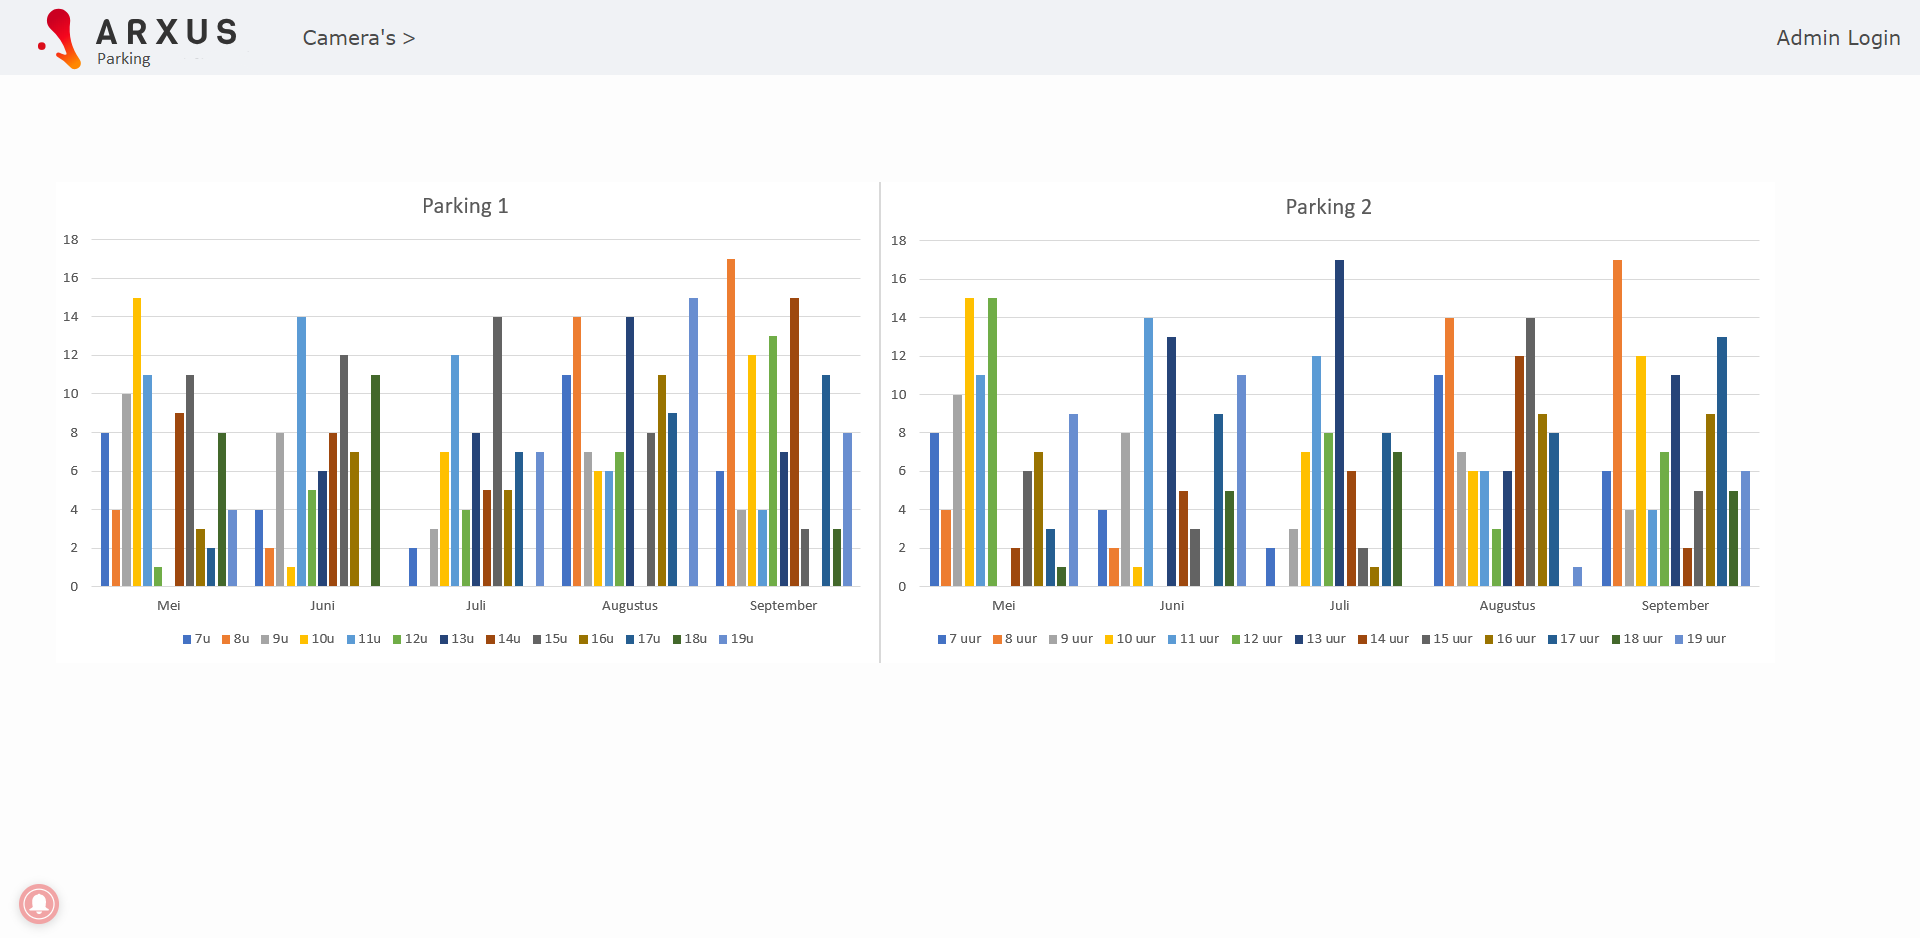 ARXUS
Parking
Camera's >
Admin Login
Parking 1
18
16
14
12
10
8
6
4
2
0
Mei Juni Juli Augustus September
7u 8u 9u 10u 11u 12u 13u 14u 15u 16u 17u 18u 19u
Parking 2
18
16
14
12
10
8
6
4
2
0
Mei Juni Juli Augustus September
7 uur 8 uur 9 uur 10 uur 11 uur 12 uur 13 uur 14 uur 15 uur 16 uur 17 uur 18 uur 19 uur